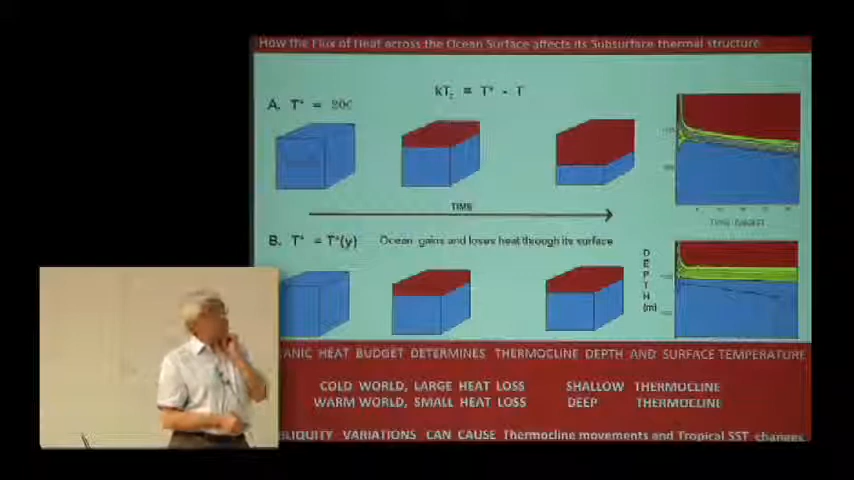 How the Flux of Heat across the Ocean Surface affects its Subsurface thermal structure
kTz = T* - T
A. T* = 20C
TIME
B. T* = T*(y) Ocean gains and loses heat through its surface
DEPTH (m)
ANIC HEAT BUDGET DETERMINES THERMOCLINE DEPTH AND SURFACE TEMPERATURE
COLD WORLD, LARGE HEAT LOSS SHALLOW THERMOCLINE
WARM WORLD, SMALL HEAT LOSS DEEP THERMOCLINE
BLIQUITY VARIATIONS CAN CAUSE Thermocline movements and Tropical SST changes